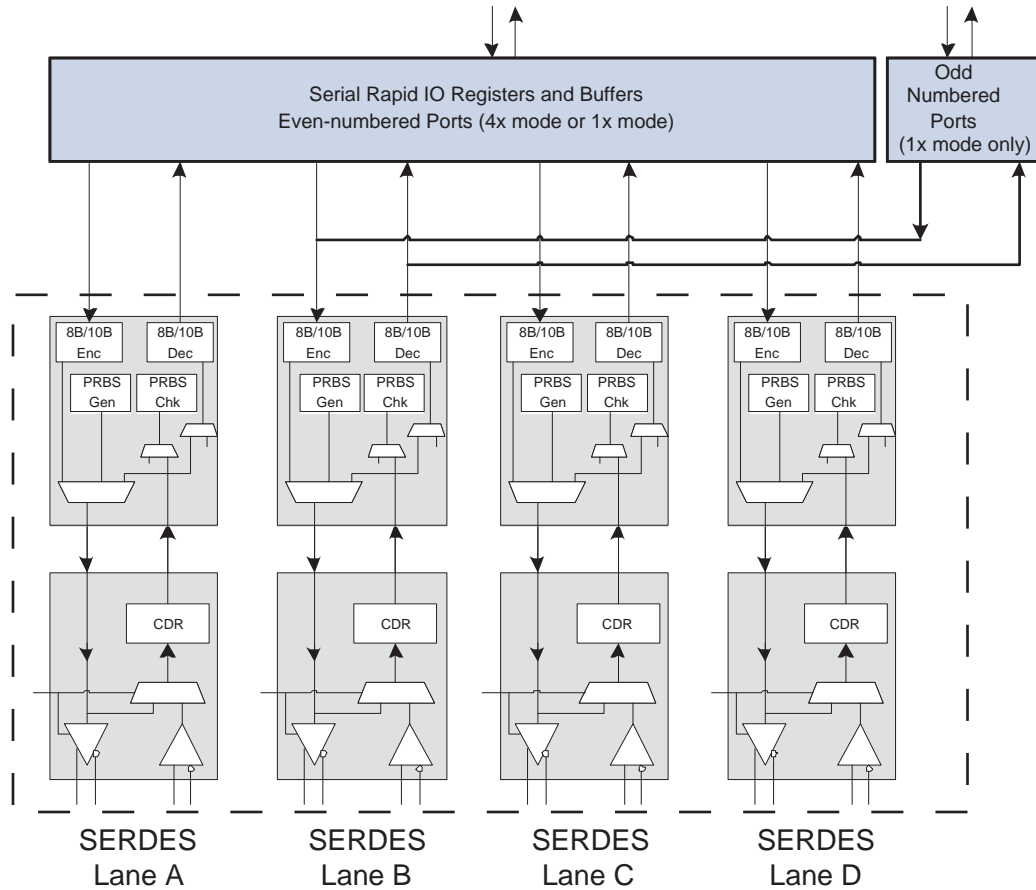 Serial Rapid IO Registers and Buffers
Even-numbered Ports (4x mode or 1x mode)
Odd
Numbered
Ports
(1x mode only)
8B/10B
Enc
8B/10B
Dec
PRBS
Gen
PRBS
Chk
8B/10B
Enc
8B/10B
Dec
PRBS
Gen
PRBS
Chk
8B/10B
Enc
8B/10B
Dec
PRBS
Gen
PRBS
Chk
8B/10B
Enc
8B/10B
Dec
PRBS
Gen
PRBS
Chk
CDR
CDR
CDR
CDR
SERDES
Lane A
SERDES
Lane B
SERDES
Lane C
SERDES
Lane D